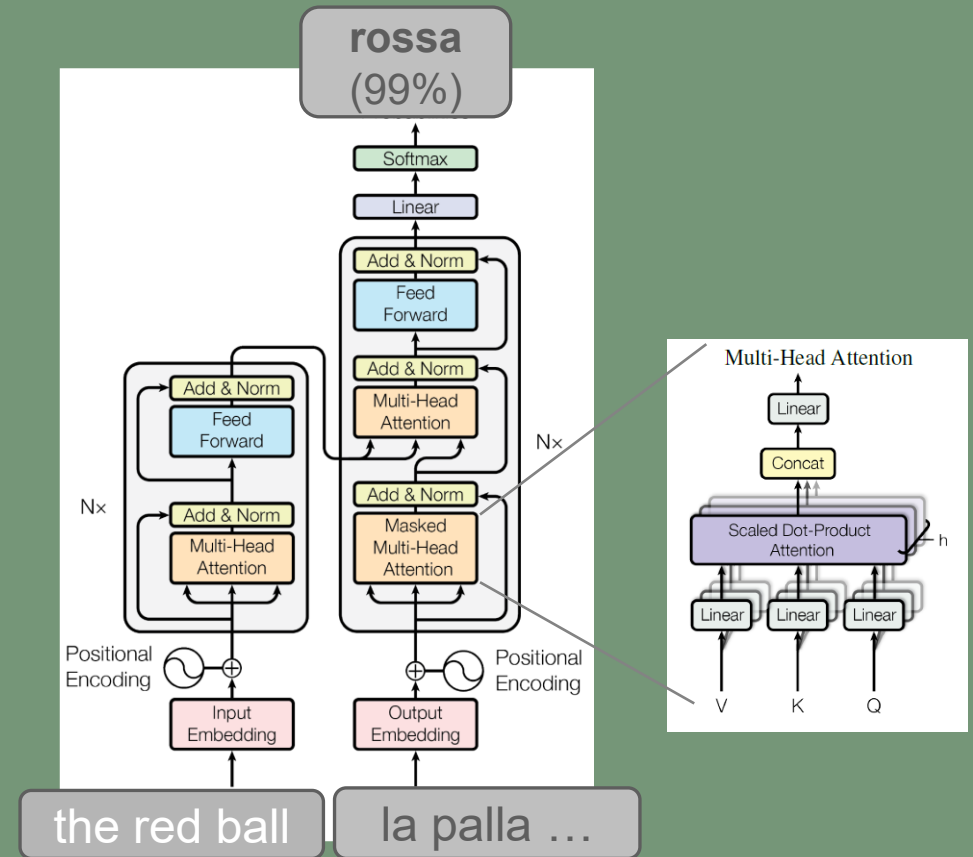 rossa
(99%)
Softmax
Linear
Add & Norm
Feed
Forward
Add & Norm
Multi-Head
Attention
Nx
Add & Norm
Masked
Multi-Head
Attention
Add & Norm
Feed
Forward
Nx
Add & Norm
Multi-Head
Attention
Positional
Encoding
Positional
Encoding
Input
Embedding
Output
Embedding
the red ball
la palla ...
Multi-Head Attention
Linear
Concat
Scaled Dot-Product
Attention
h
Linear
Linear
Linear
V
K
Q